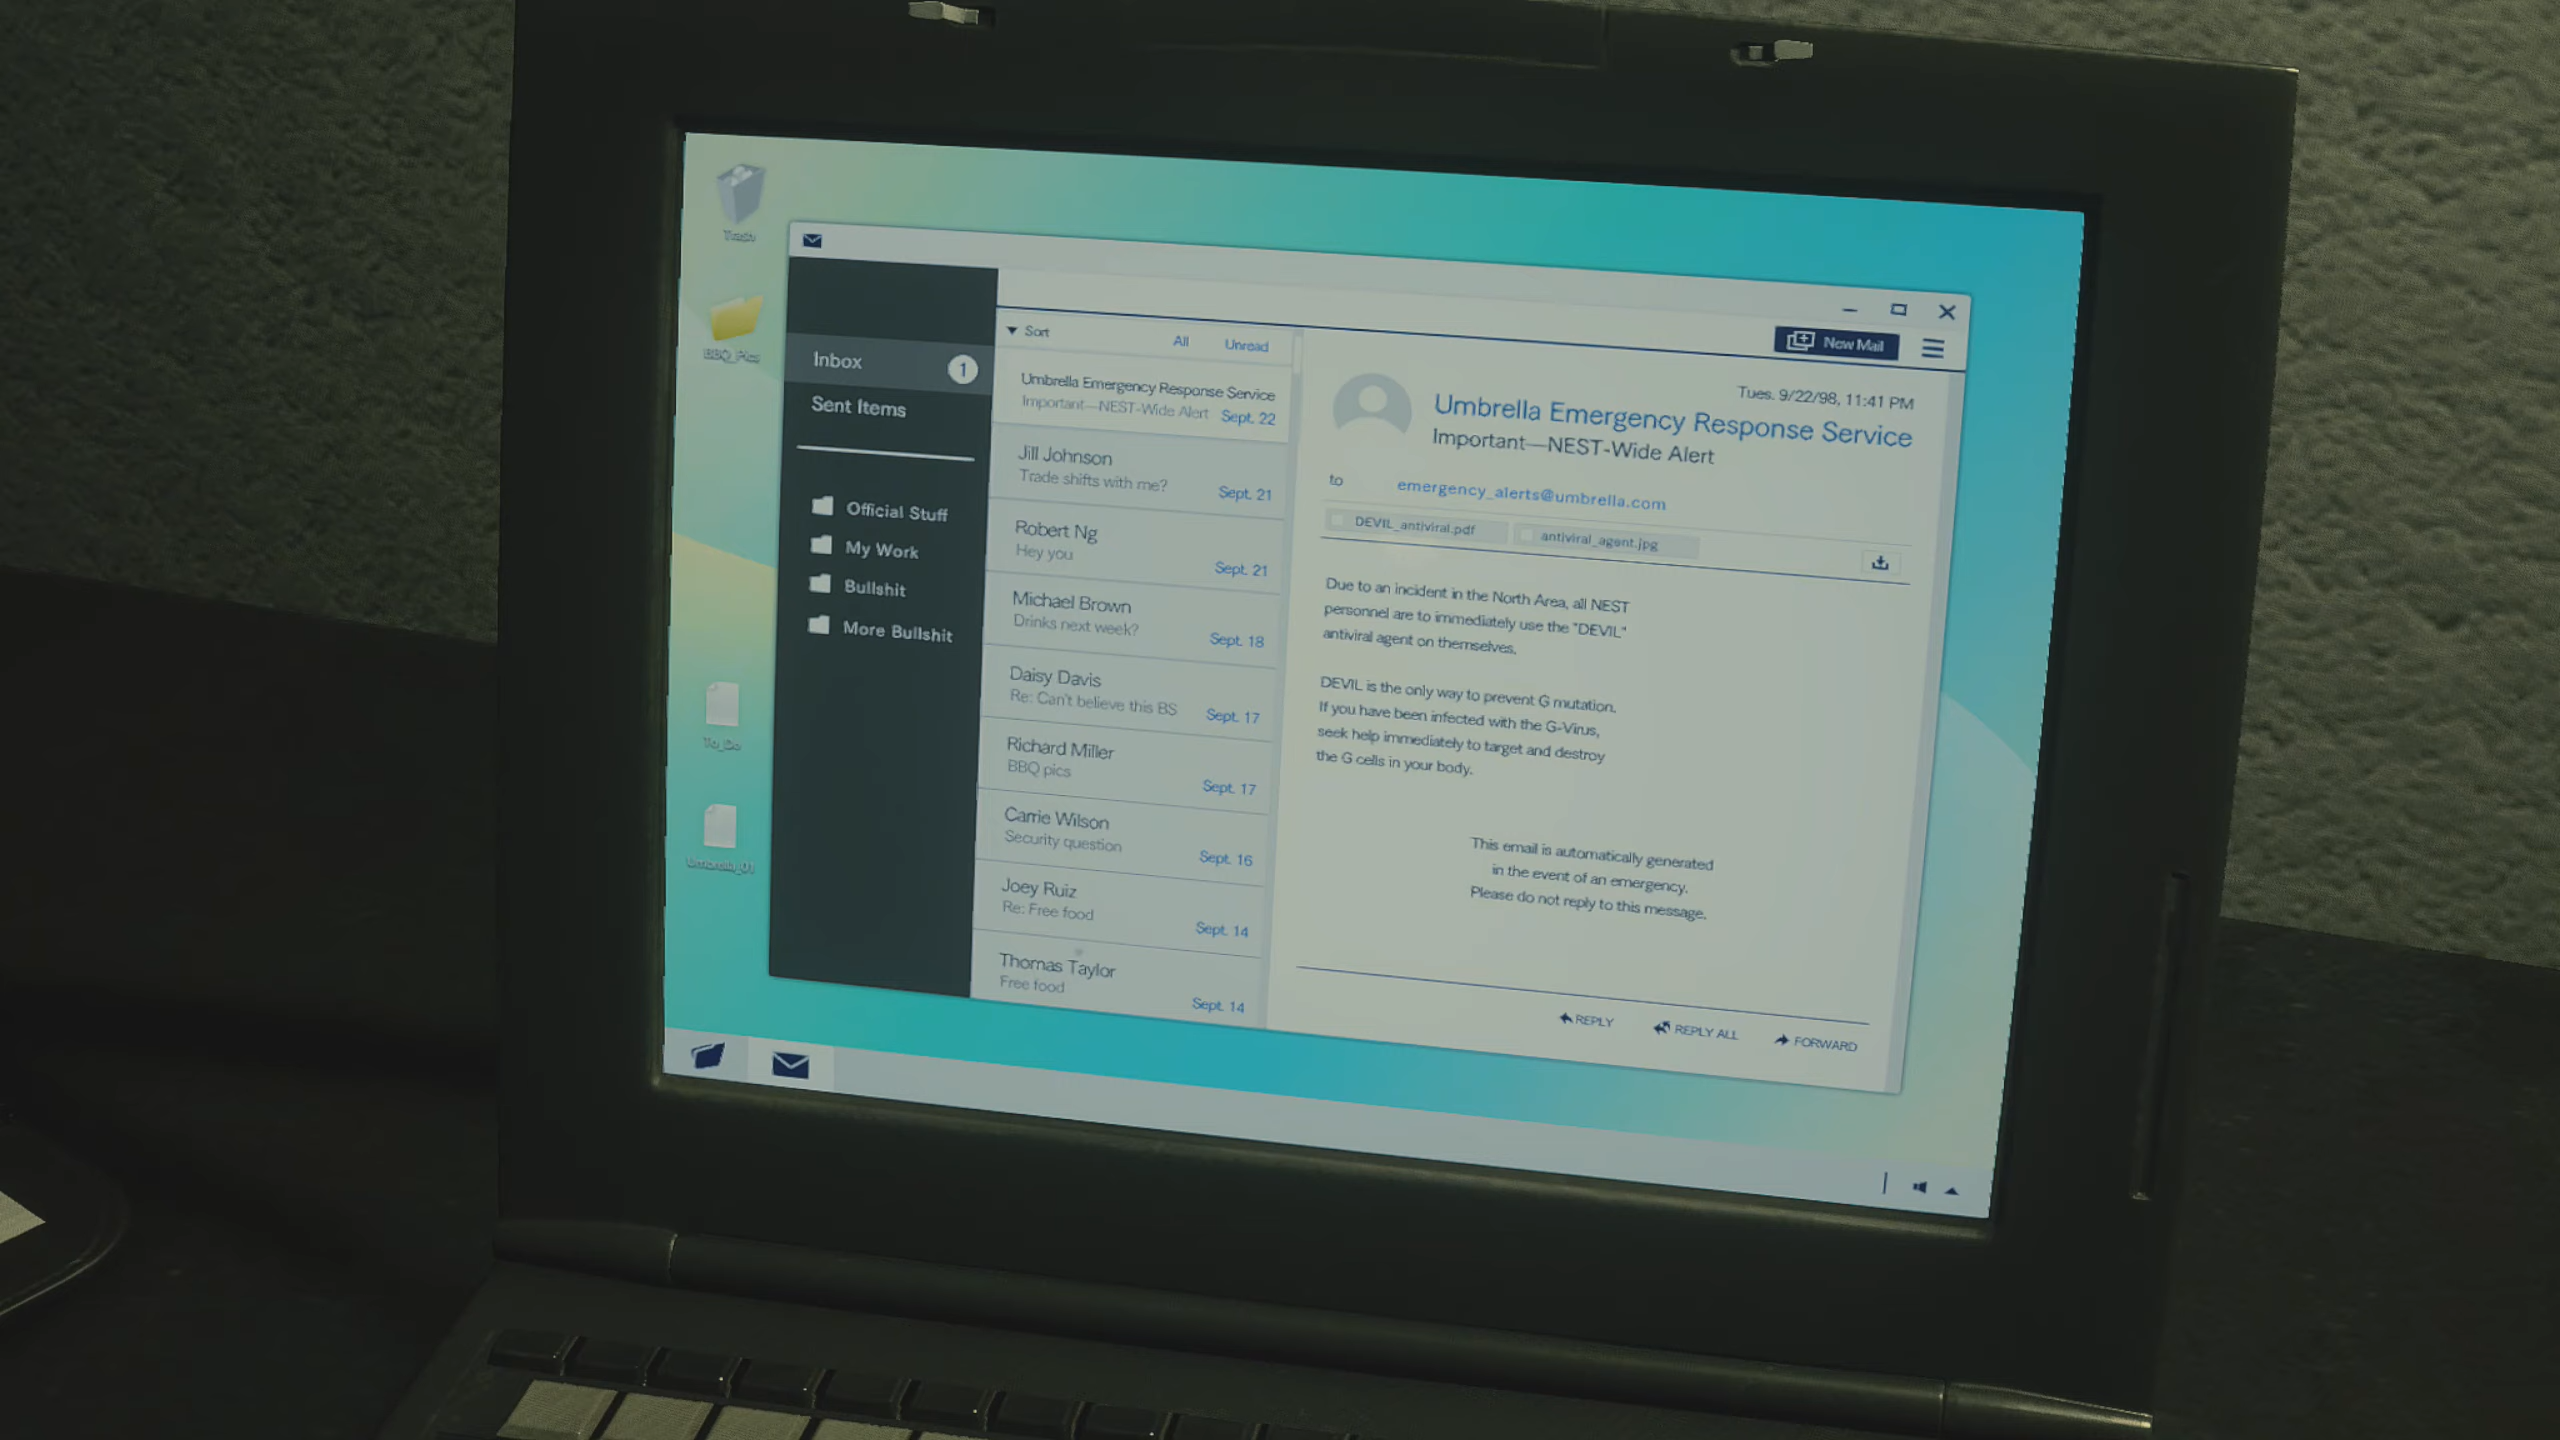 Trash
BBQ_Pics
To_Do
Umbrella_01
Inbox
1
Sent Items
Official Stuff
My Work
Bullshit
More Bullshit
Sort
All
Unread
Umbrella Emergency Response Service
Important—NEST-Wide Alert
Sept. 22
Jill Johnson
Trade shifts with me?
Sept. 21
Robert Ng
Hey you
Sept. 21
Michael Brown
Drinks next week?
Sept. 18
Daisy Davis
Re: Can't believe this BS
Sept. 17
Richard Miller
BBQ pics
Sept. 17
Carrie Wilson
Security question
Sept. 16
Joey Ruiz
Re: Free food
Sept. 14
Thomas Taylor
Free food
Sept. 14
New Mail
Tues. 9/22/98, 11:41 PM
Umbrella Emergency Response Service
Important—NEST-Wide Alert
to
emergency_alerts@umbrella.com
DEVIL_antiviral.pdf
antiviral_agent.jpg
Due to an incident in the North Area, all NEST
personnel are to immediately use the "DEVIL"
antiviral agent on themselves.
DEVIL is the only way to prevent G mutation.
If you have been infected with the G-Virus,
seek help immediately to target and destroy
the G cells in your body.
This email is automatically generated
in the event of an emergency.
Please do not reply to this message.
REPLY
REPLY ALL
FORWARD